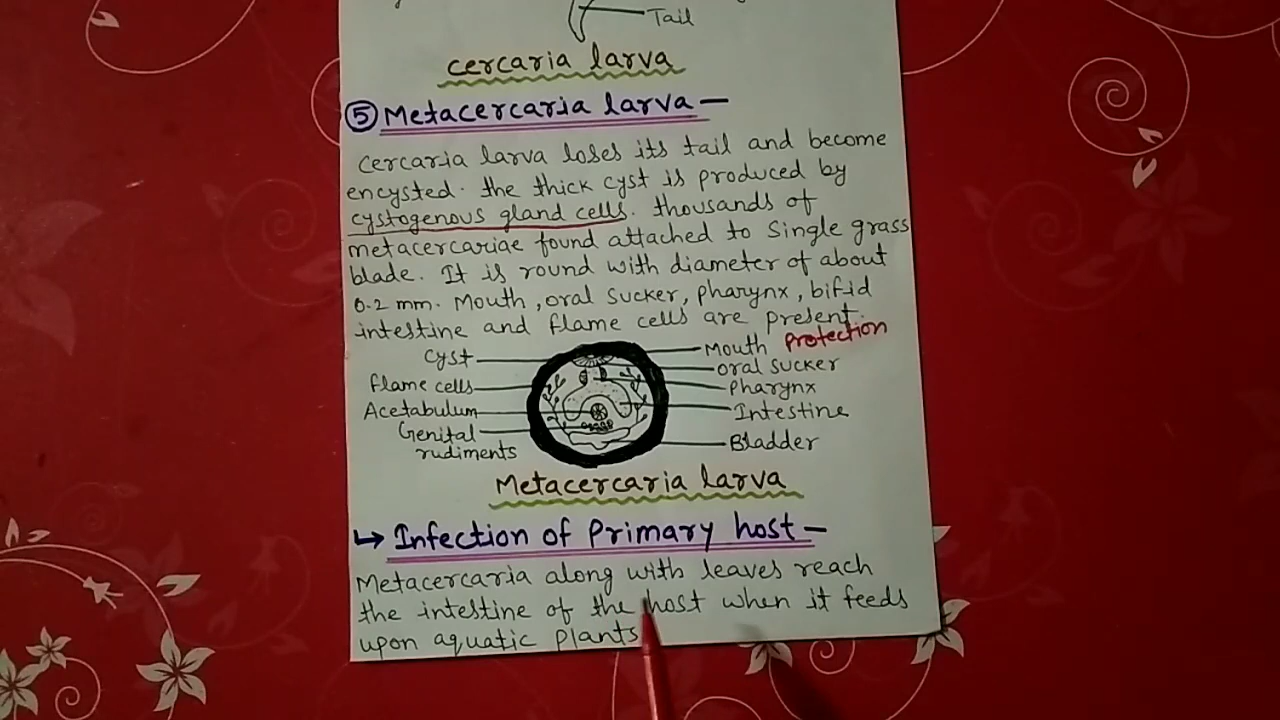 Tail
cercaria larva
⑤ Metacercaria larva —
cercaria larva loses its tail and become
encysted. the thick cyst is produced by
cystogenous gland cells. thousands of
metacercariae found attached to single grass
blade. It is round with diameter of about
0.2 mm. Mouth, oral sucker, pharynx, bifid
intestine and flame cells are present.
Protection
cyst
Mouth
oral sucker
flame cells
pharynx
Acetabulum
Intestine
Genital
rudiments
Bladder
Metacercaria larva
↳ Infection of Primary host —
Metacercaria along with leaves reach
the intestine of the host when it feeds
upon aquatic plants